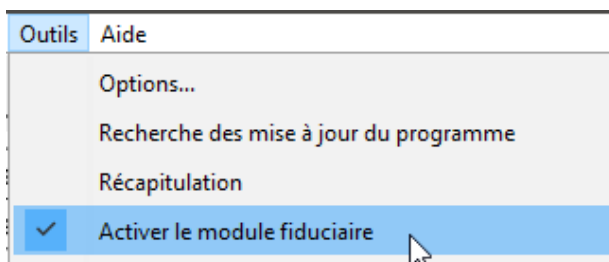 Outils Aide
Options...
Recherche des mise à jour du programme
Récapitulation
Activer le module fiduciaire